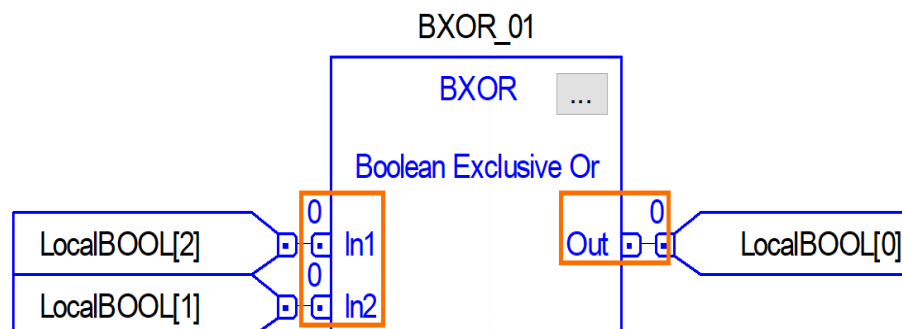 BXOR_01
BXOR ...
Boolean Exclusive Or
0 0
LocalBOOL[2] In1 Out LocalBOOL[0]
0
LocalBOOL[1] In2